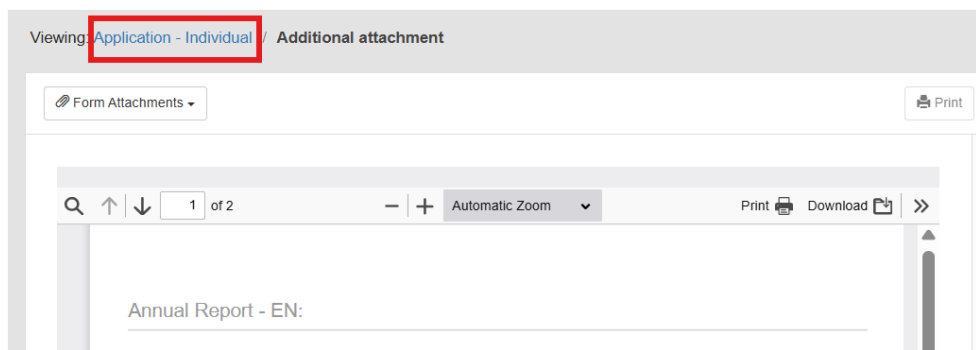 Viewing: Application - Individual / Additional attachment
Form Attachments
Print
1 of 2
Automatic Zoom
Print
Download
Annual Report - EN: